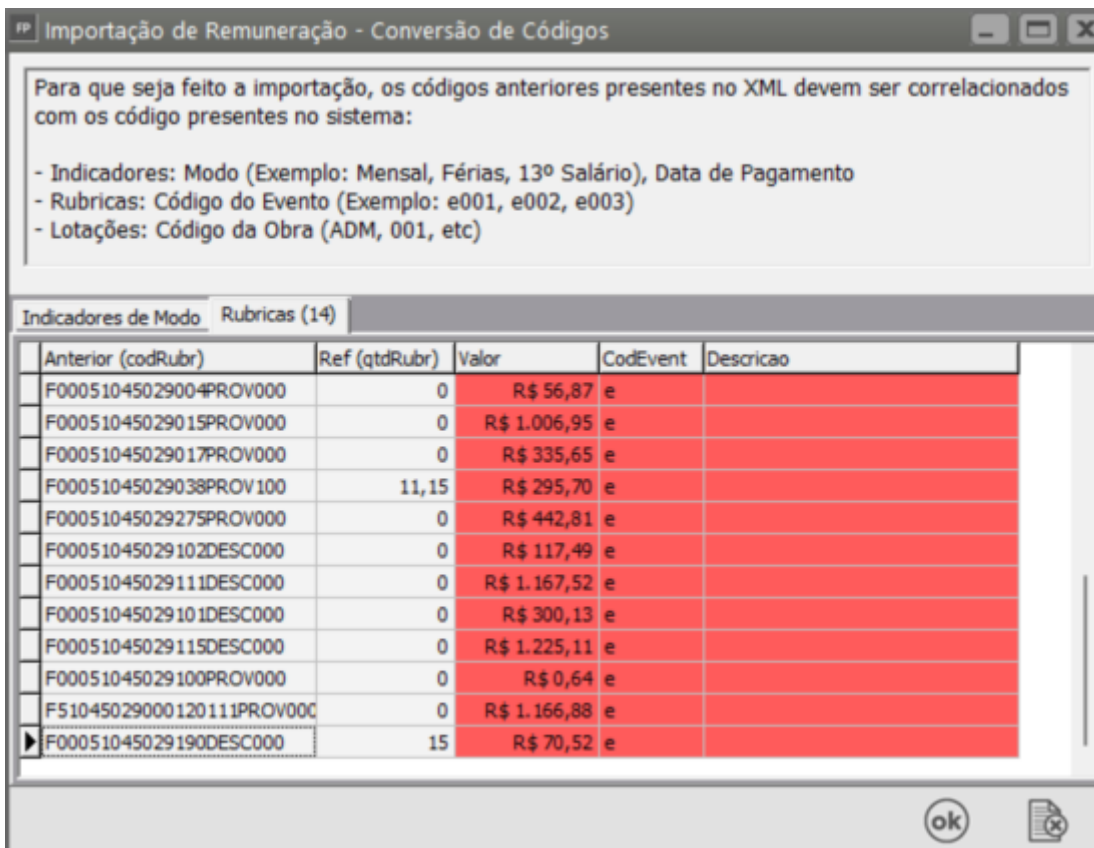 FP Importação de Remuneração - Conversão de Códigos
Para que seja feito a importação, os códigos anteriores presentes no XML devem ser correlacionados
com os código presentes no sistema:
- Indicadores: Modo (Exemplo: Mensal, Férias, 13º Salário), Data de Pagamento
- Rubricas: Código do Evento (Exemplo: e001, e002, e003)
- Lotações: Código da Obra (ADM, 001, etc)
Indicadores de Modo Rubricas (14)
Anterior (codRubr) Ref (qtdRubr) Valor CodEvent Descricao
F00051045029004PROV000 0 R$ 56,87 e
F00051045029015PROV000 0 R$ 1.006,95 e
F00051045029017PROV000 0 R$ 335,65 e
F00051045029038PROV100 11,15 R$ 295,70 e
F00051045029275PROV000 0 R$ 442,81 e
F00051045029102DESC000 0 R$ 117,49 e
F00051045029111DESC000 0 R$ 1.167,52 e
F00051045029101DESC000 0 R$ 300,13 e
F00051045029115DESC000 0 R$ 1.225,11 e
F00051045029100PROV000 0 R$ 0,64 e
F51045029000120111PROV000 0 R$ 1.166,88 e
F00051045029190DESC000 15 R$ 70,52 e
ok